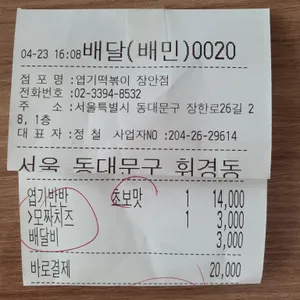 04-23 16:08 배달(배민)0020
점 포 명 :엽기떡볶이 장안점
전화번호 :02-3394-8532
주 소 :서울특별시 동대문구 장한로26길 2
8, 1층
대 표 자 :정 철 사업자NO :204-26-29614
서울 동대문구 휘경동
엽기반반 초보맛 1 14,000
>모짜치즈 1 3,000
배달비 3,000
바로결제 20,000